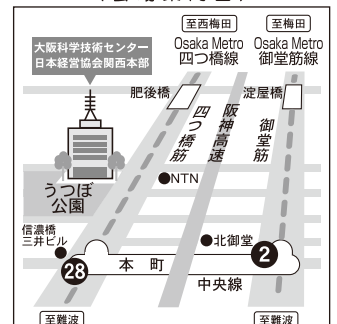 至西梅田
至梅田
Osaka Metro
四つ橋線
Osaka Metro
御堂筋線
大阪科学技術センター
日本経営協会関西本部
肥後橋
淀屋橋
四つ橋筋
阪神高速
御堂筋
●NTN
うつぼ
公園
信濃橋
三井ビル
●北御堂
2
28
本町
中央線
至難波
至難波